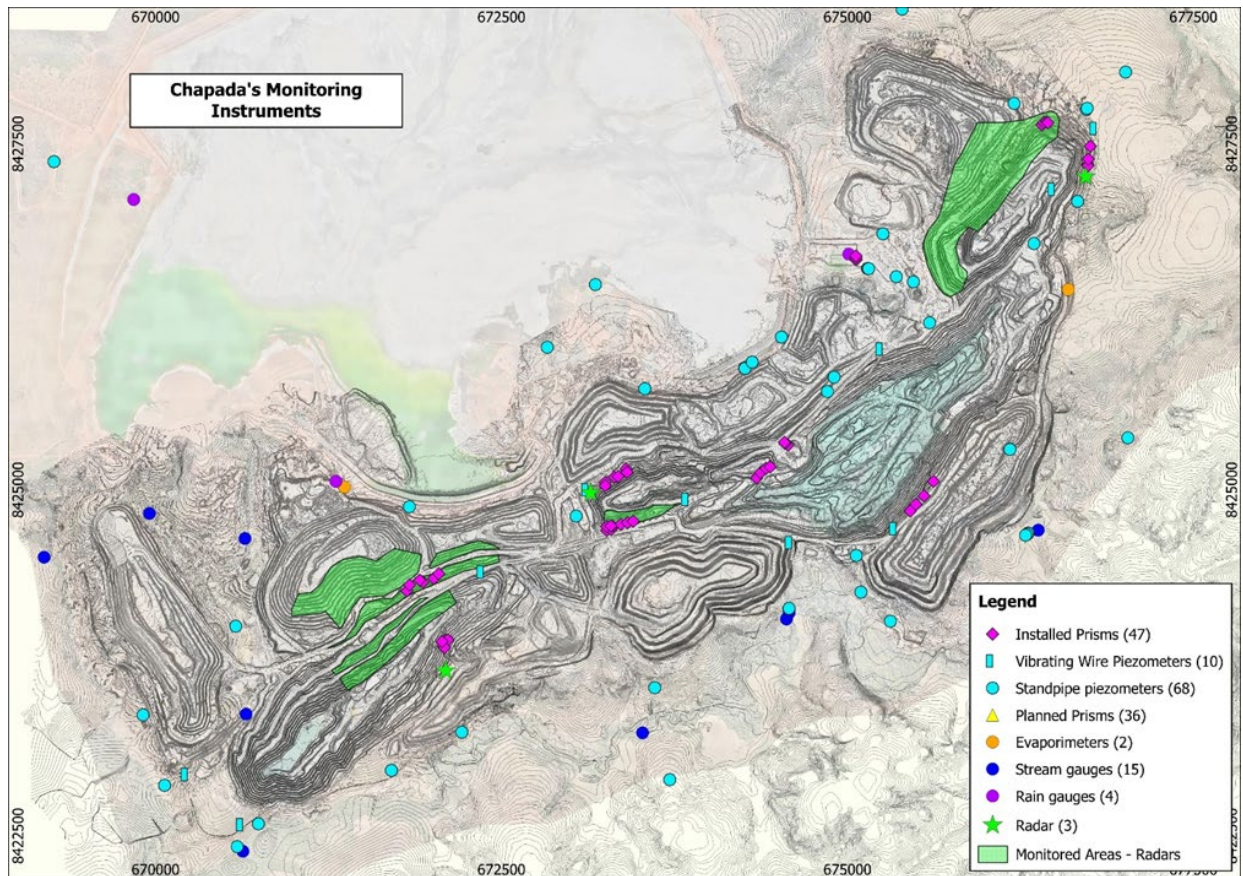 670000
672500
675000
677500
Chapada's Monitoring
Instruments
8427500
8427500
8425000
8425000
Legend
Installed Prisms (47)
Vibrating Wire Piezometers (10)
Standpipe piezometers (68)
Planned Prisms (36)
Evaporimeters (2)
Stream gauges (15)
Rain gauges (4)
Radar (3)
Monitored Areas - Radars
8422500
8422500
670000
672500
675000
677500